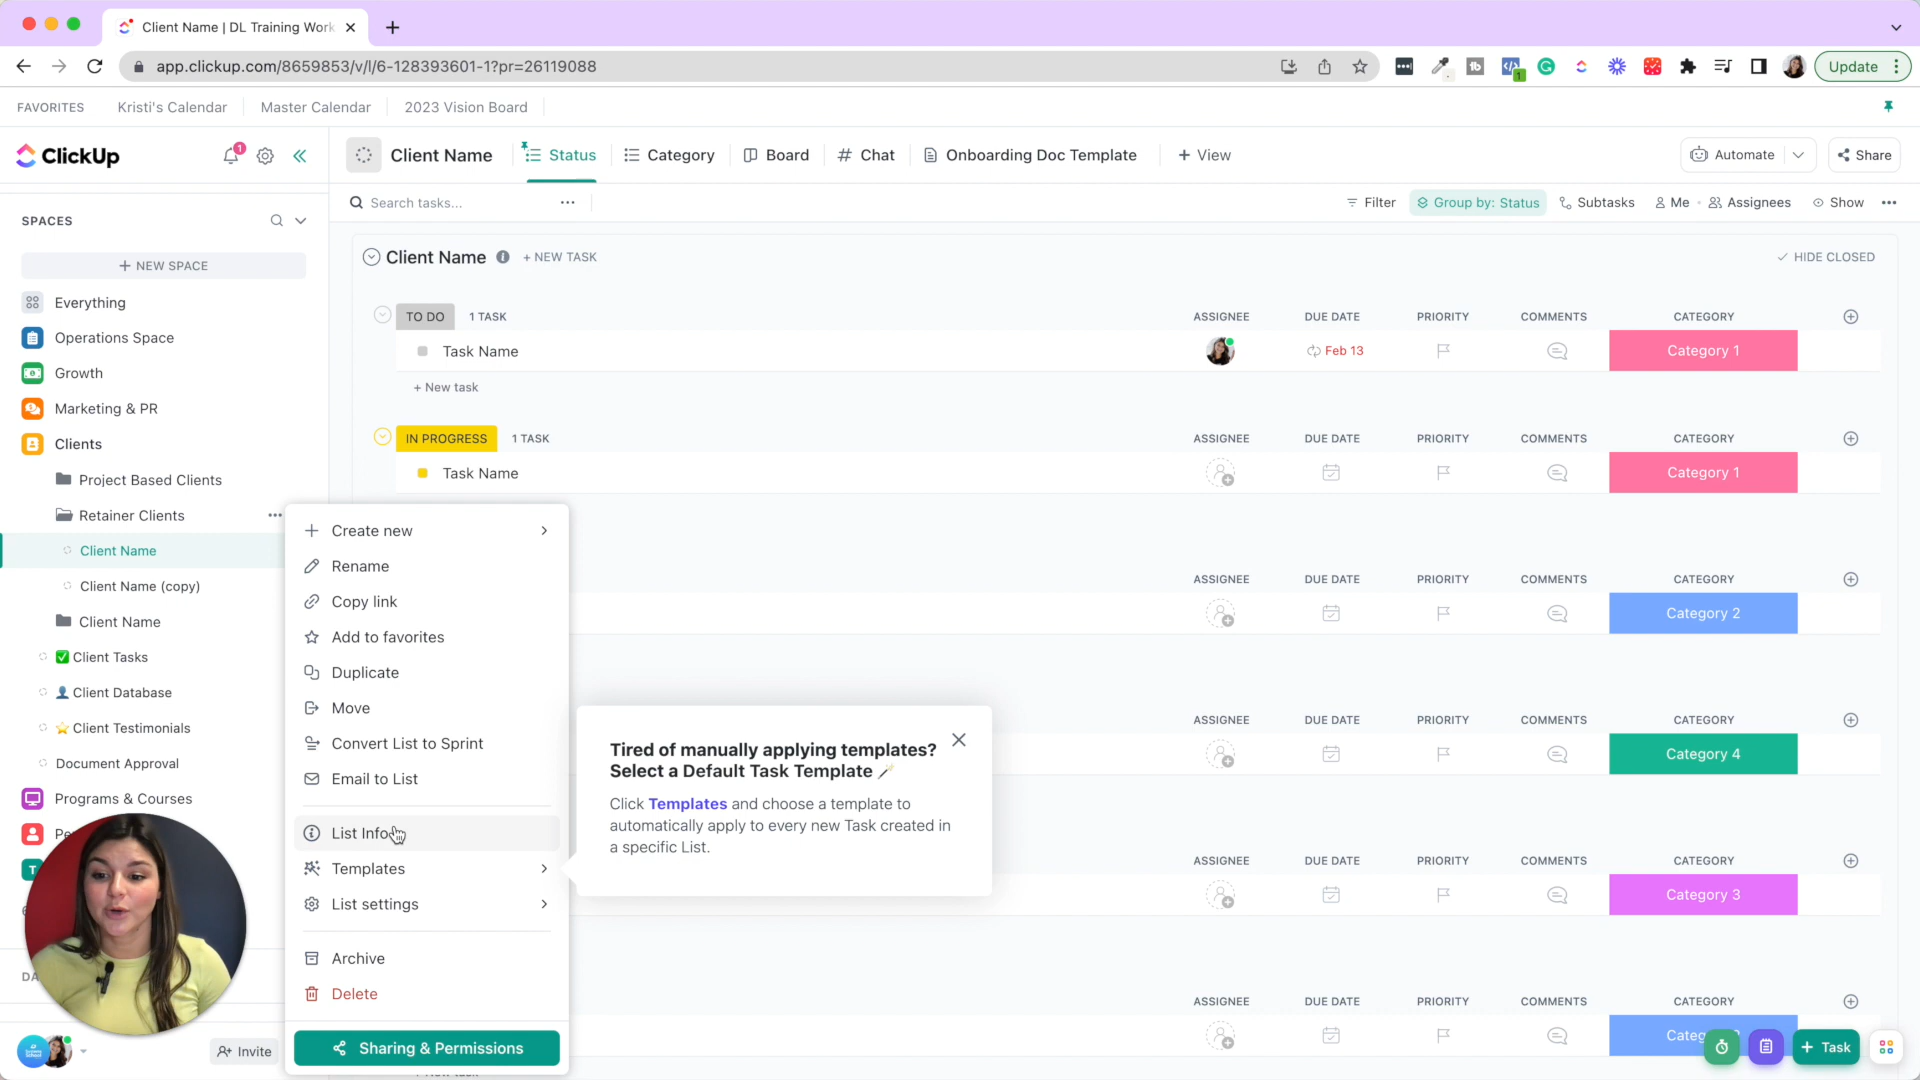 Client Name | DL Training Work
app.clickup.com/8659853/v/l/6-128393601-1?pr=26119088
1
Update
FAVORITES
Kristi's Calendar
Master Calendar
2023 Vision Board
ClickUp
1
Client Name
Status
Category
Board
Chat
Onboarding Doc Template
+ View
Automate
Share
Search tasks...
Filter
Group by: Status
Subtasks
Me
Assignees
Show
SPACES
+ NEW SPACE
Everything
Operations Space
Growth
Marketing & PR
Clients
Project Based Clients
Retainer Clients
Client Name
Client Name (copy)
Client Name
Client Tasks
Client Database
Client Testimonials
Document Approval
Programs & Courses
T
Invite
Client Name
+ NEW TASK
HIDE CLOSED
TO DO
1 TASK
ASSIGNEE
DUE DATE
PRIORITY
COMMENTS
CATEGORY
Task Name
Feb 13
Category 1
+ New task
IN PROGRESS
1 TASK
ASSIGNEE
DUE DATE
PRIORITY
COMMENTS
CATEGORY
Task Name
Category 1
ASSIGNEE
DUE DATE
PRIORITY
COMMENTS
CATEGORY
Category 2
ASSIGNEE
DUE DATE
PRIORITY
COMMENTS
CATEGORY
Category 4
ASSIGNEE
DUE DATE
PRIORITY
COMMENTS
CATEGORY
Category 3
ASSIGNEE
DUE DATE
PRIORITY
COMMENTS
CATEGORY
+ Task
Create new
Rename
Copy link
Add to favorites
Duplicate
Move
Convert List to Sprint
Email to List
List Info
Templates
List settings
Archive
Delete
Sharing & Permissions
Tired of manually applying templates?
Select a Default Task Template
Click Templates and choose a template to
automatically apply to every new Task created in
a specific List.